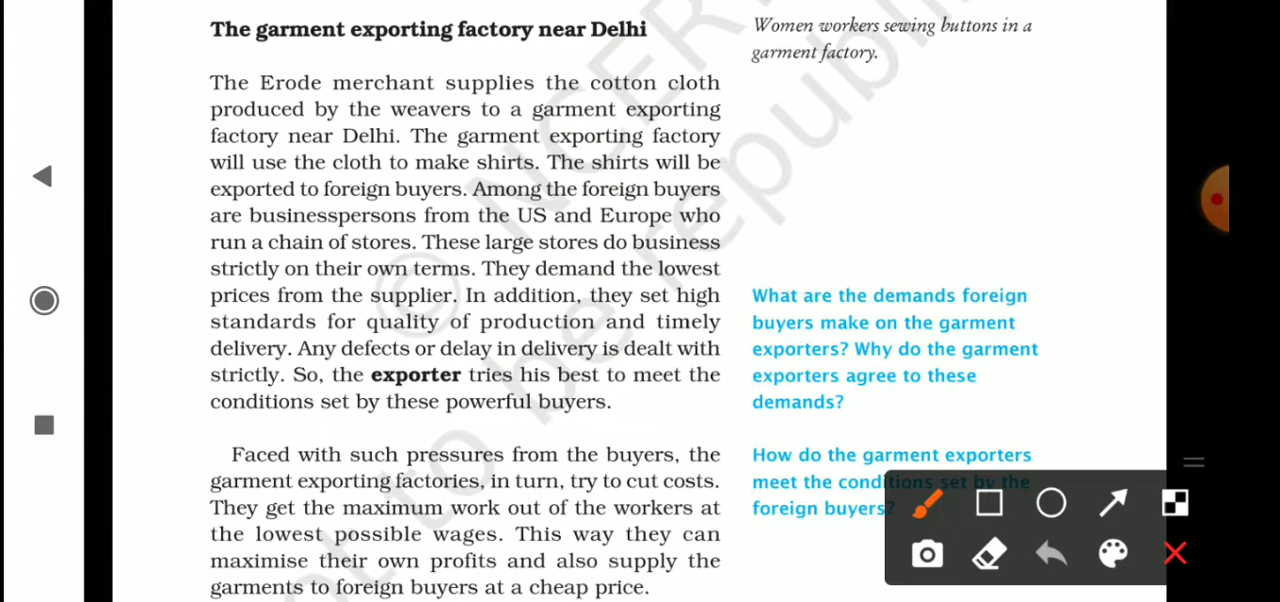 The garment exporting factory near Delhi
The Erode merchant supplies the cotton cloth
produced by the weavers to a garment exporting
factory near Delhi. The garment exporting factory
will use the cloth to make shirts. The shirts will be
exported to foreign buyers. Among the foreign buyers
are businesspersons from the US and Europe who
run a chain of stores. These large stores do business
strictly on their own terms. They demand the lowest
prices from the supplier. In addition, they set high
standards for quality of production and timely
delivery. Any defects or delay in delivery is dealt with
strictly. So, the exporter tries his best to meet the
conditions set by these powerful buyers.
Faced with such pressures from the buyers, the
garment exporting factories, in turn, try to cut costs.
They get the maximum work out of the workers at
the lowest possible wages. This way they can
maximise their own profits and also supply the
garments to foreign buyers at a cheap price.
Women workers sewing buttons in a
garment factory.
What are the demands foreign
buyers make on the garment
exporters? Why do the garment
exporters agree to these
demands?
How do the garment exporters
meet the conditions set by the
foreign buyers?
© NCER
to be republi